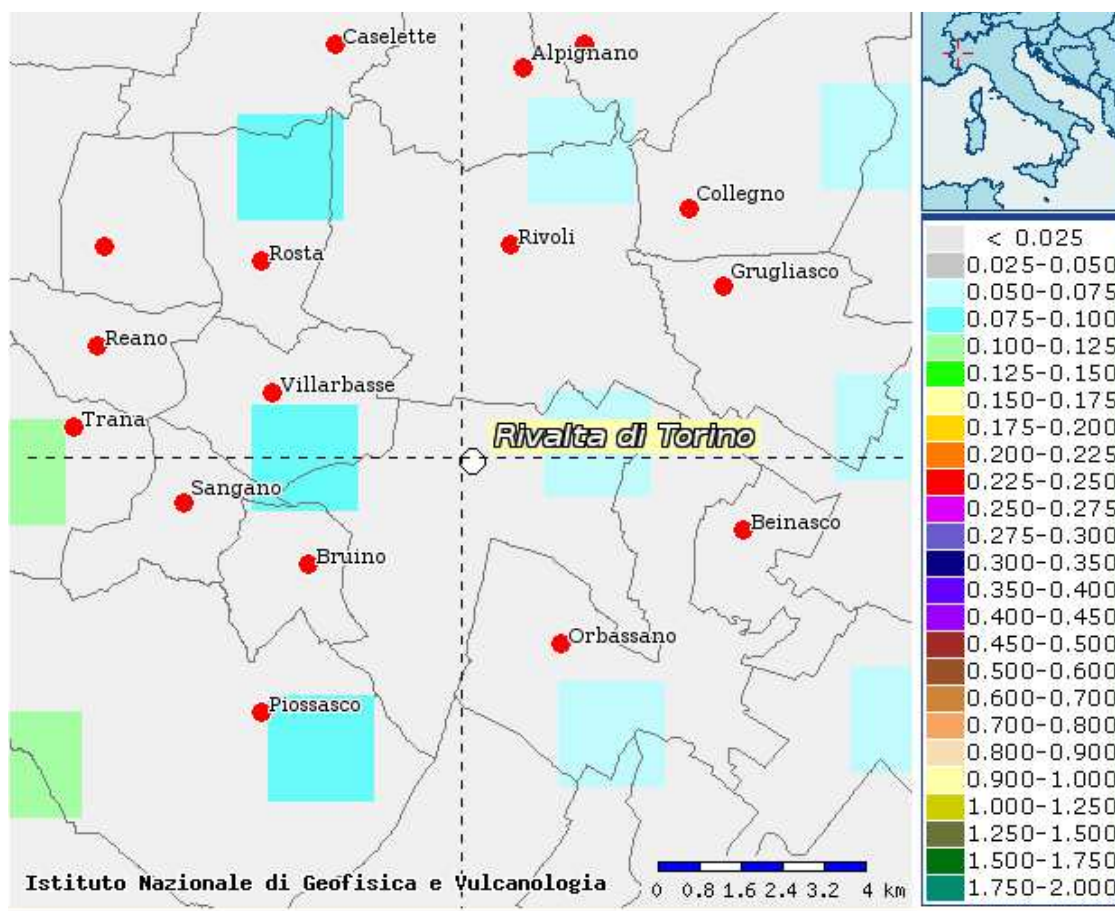 Caselette
Alpignano
Collegno
Rivoli
Rosta
Grugliasco
Reano
Villarbasse
Trana
Rivalta di Torino
Sangano
Beinasco
Bruino
Orbassano
Piossasco
Istituto Nazionale di Geofisica e Vulcanologia
0 0.8 1.6 2.4 3.2 4 km
< 0.025
0.025-0.050
0.050-0.075
0.075-0.100
0.100-0.125
0.125-0.150
0.150-0.175
0.175-0.200
0.200-0.225
0.225-0.250
0.250-0.275
0.275-0.300
0.300-0.350
0.350-0.400
0.400-0.450
0.450-0.500
0.500-0.600
0.600-0.700
0.700-0.800
0.800-0.900
0.900-1.000
1.000-1.250
1.250-1.500
1.500-1.750
1.750-2.000